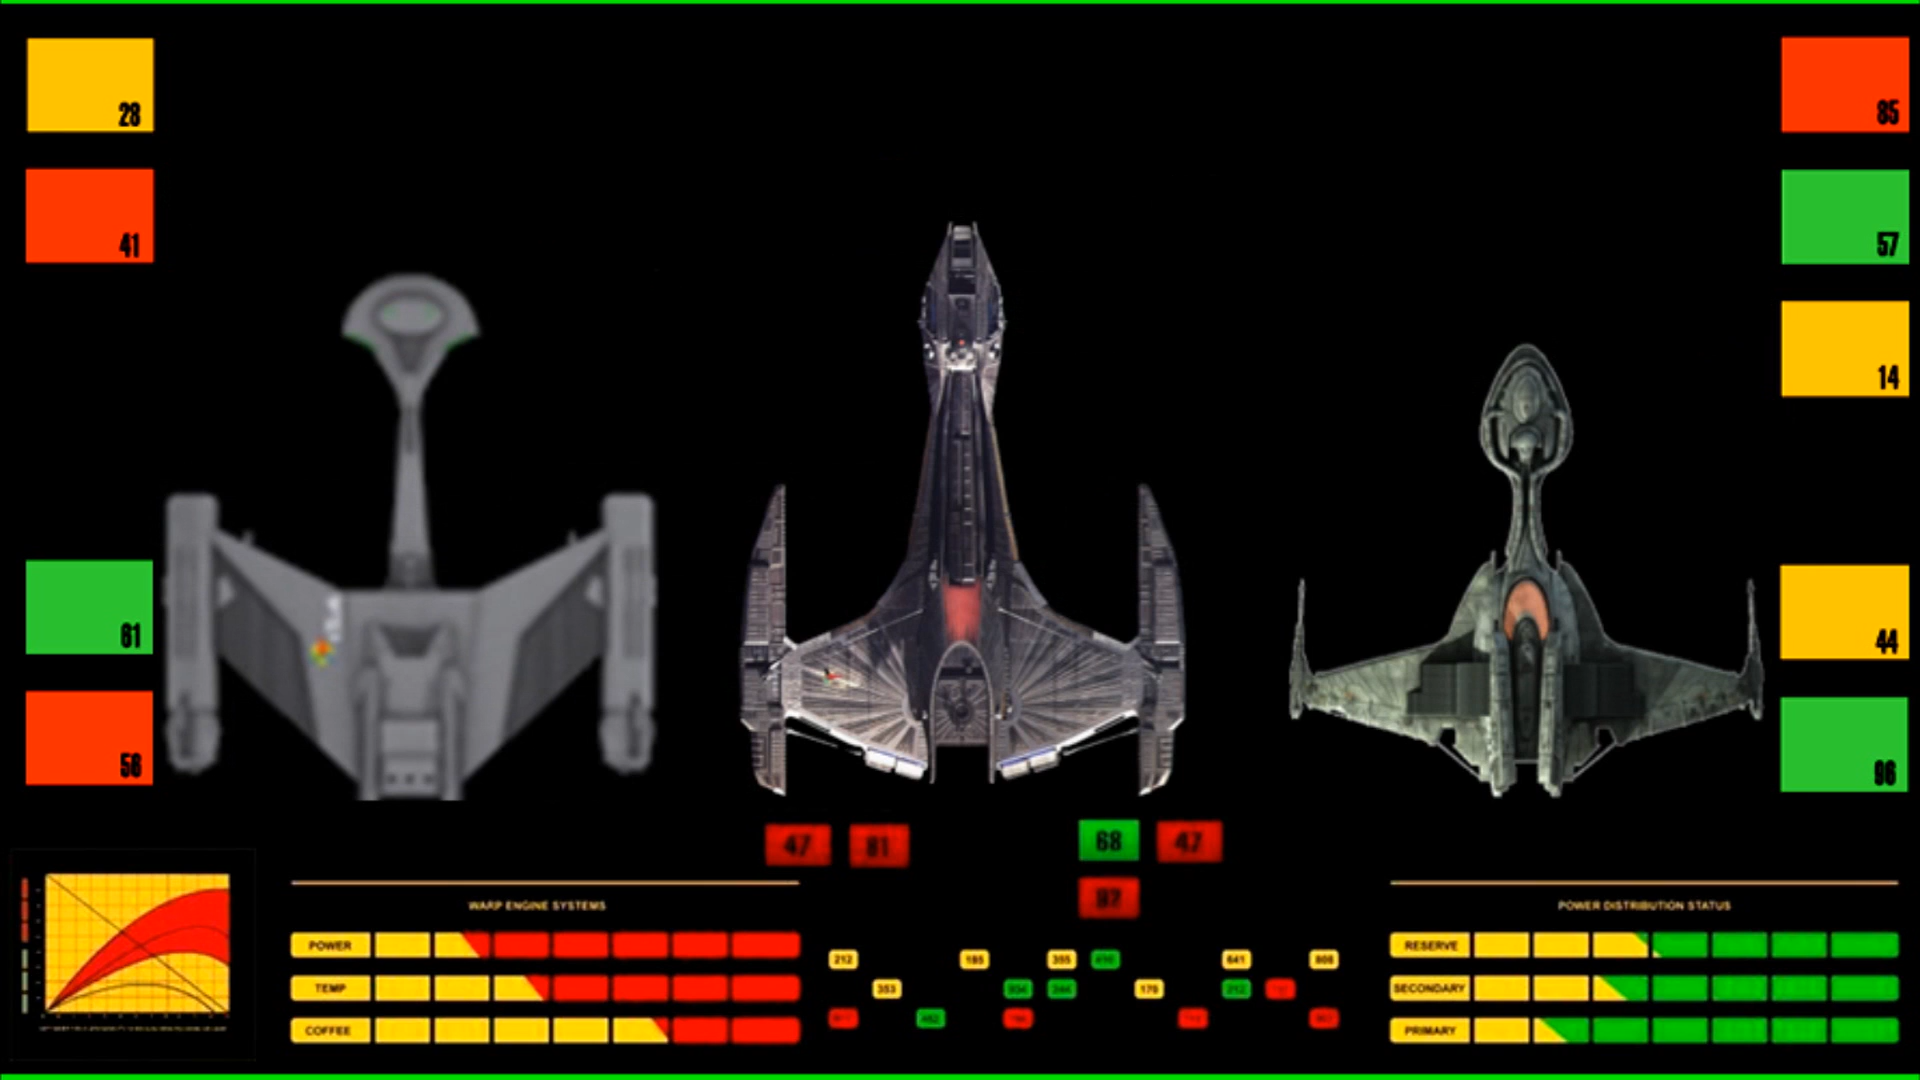 28
85
41
57
14
61
44
56
96
47 81 68 47
97
WARP ENGINE SYSTEMS
POWER
TEMP
COFFEE
212 185 355 641 808
353 170
POWER DISTRIBUTION STATUS
RESERVE
SECONDARY
PRIMARY